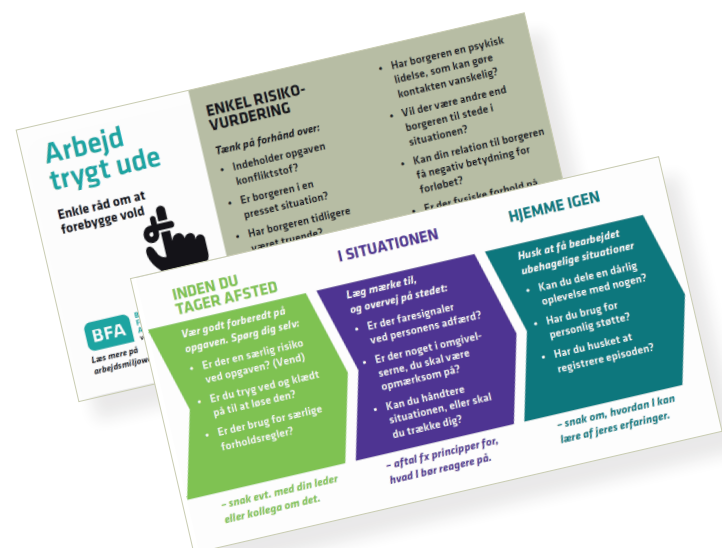 Arbejd
trygt ude
Enkle råd om at
forebygge vold
BFA
Læs mere på
ENKEL RISIKO-
VURDERING
Tænk på forhånd over:
• Indeholder opgaven
konfliktstof?
• Er borgeren i en
presset situation?
• Har borgeren tidligere
været truende?
• Har borgeren en psykisk
lidelse, som kan gøre
kontakten vanskelig?
• Vil der være andre end
borgeren til stede i
situationen?
• Kan din relation til borgeren
få negativ betydning for
forløbet?
• Er der fysiske forhold på
INDEN DU
TAGER AFSTED
Vær godt forberedt på
opgaven. Spørg dig selv:
• Er der en særlig risiko
ved opgaven? (Vend)
• Er du tryg ved og klædt
på til at løse den?
• Er der brug for særlige
forholdsregler?
– snak evt. med din leder
eller kollega om det.
I SITUATIONEN
Læg mærke til,
og overvej på stedet:
• Er der faresignaler
ved personens adfærd?
• Er der noget i omgivel-
serne, du skal være
opmærksom på?
• Kan du håndtere
situationen, eller skal
du trække dig?
– aftal fx principper for,
hvad I bør reagere på.
HJEMME IGEN
Husk at få bearbejdet
ubehagelige situationer
• Kan du dele en dårlig
oplevelse med nogen?
• Har du brug for
personlig støtte?
• Har du husket at
registrere episoden?
– snak om, hvordan I kan
lære af jeres erfaringer.